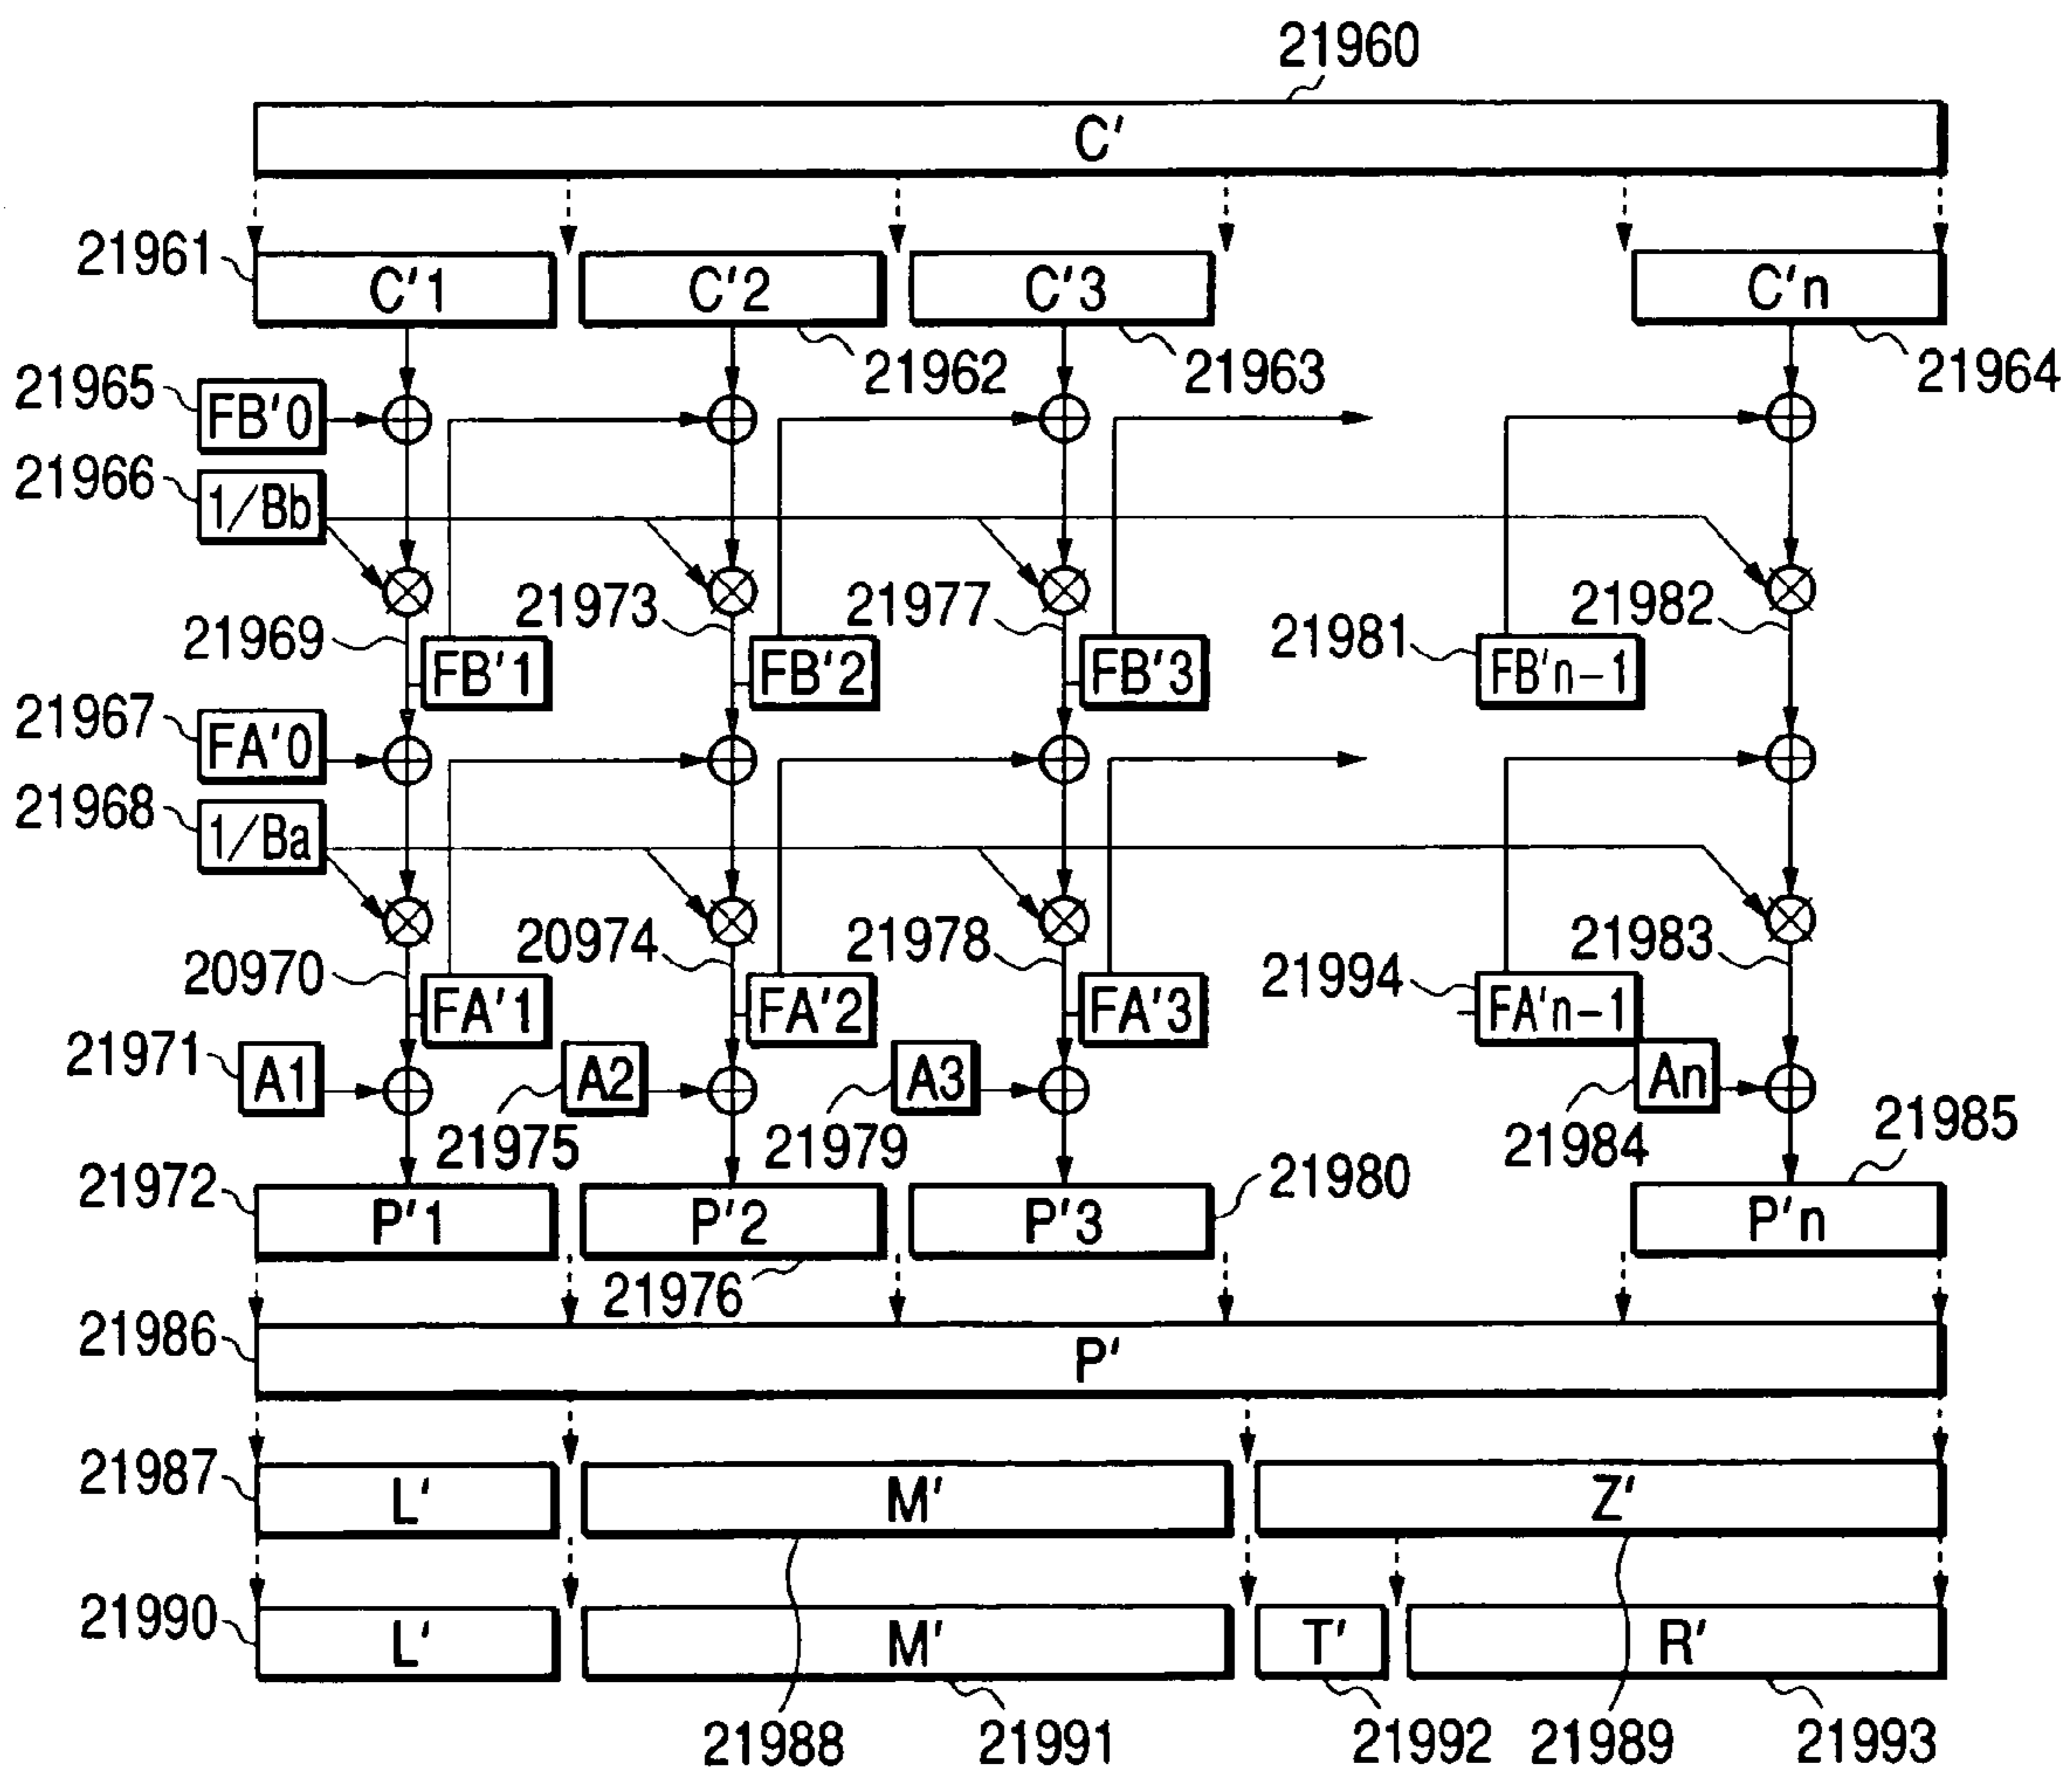 21960
C'
21961
C'1
C'2
C'3
C'n
21962
21963
21964
21965
FB'0
21966
1/Bb
21973
21977
21982
21969
21981
FB'1
FB'2
FB'3
FB'n-1
21967
FA'0
21968
1/Ba
20974
21978
21983
20970
21994
FA'1
FA'2
FA'3
FA'n-1
21971
A1
A2
A3
An
21975
21979
21984
21985
21972
21980
P'1
P'2
P'3
P'n
21976
21986
P'
21987
L'
M'
Z'
21990
L'
M'
T'
R'
21988
21991
21992
21989
21993